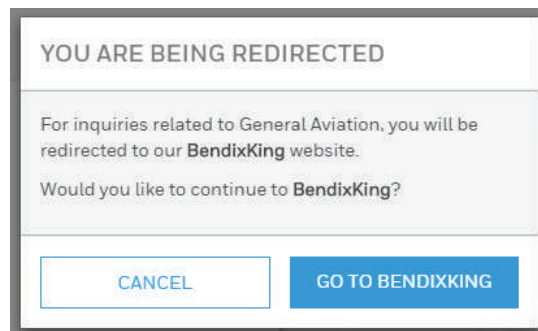 YOU ARE BEING REDIRECTED
For inquiries related to General Aviation, you will be
redirected to our BendixKing website.
Would you like to continue to BendixKing?
CANCEL
GO TO BENDIXKING